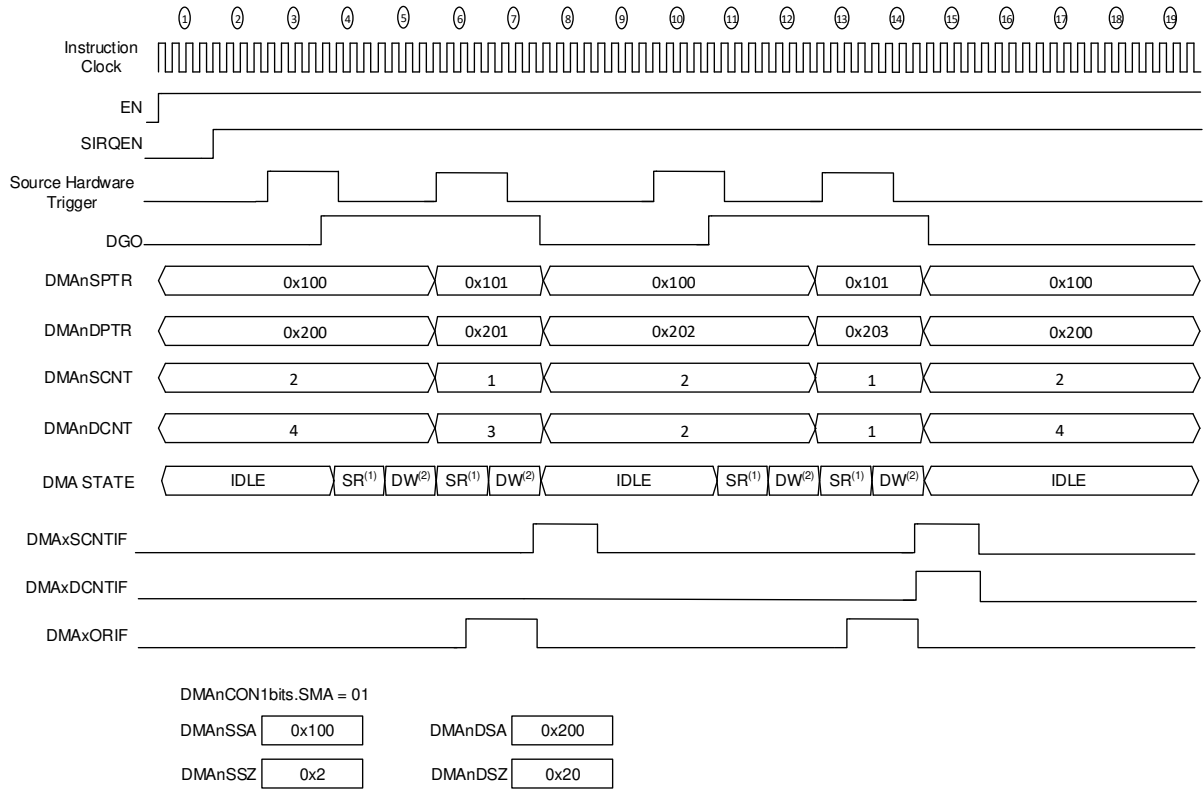 1 2 3 4 5 6 7 8 9 10 11 12 13 14 15 16 17 18 19
Instruction
Clock
EN
SIRQEN
Source Hardware
Trigger
DGO
DMAnSPTR 0x100 0x101 0x100 0x101 0x100
DMAnDPTR 0x200 0x201 0x202 0x203 0x200
DMAnSCNT 2 1 2 1 2
DMAnDCNT 4 3 2 1 4
DMA STATE IDLE SR(1) DW(2) SR(1) DW(2) IDLE SR(1) DW(2) SR(1) DW(2) IDLE
DMAxSCNTIF
DMAxDCNTIF
DMAxORIF
DMAnCON1bits.SMA = 01
DMAnSSA 0x100 DMAnDSA 0x200
DMAnSSZ 0x2 DMAnDSZ 0x20